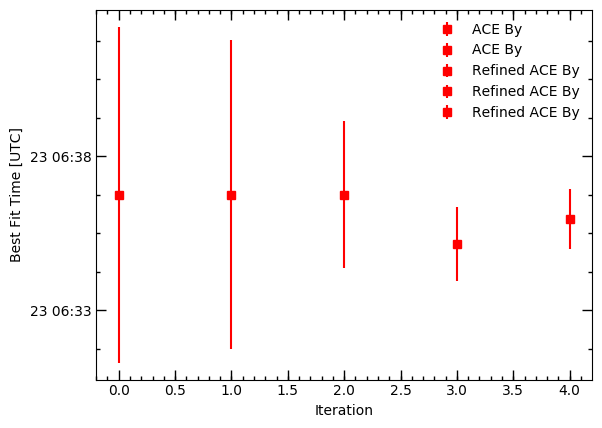 ACE By
ACE By
Refined ACE By
Refined ACE By
Refined ACE By
Best Fit Time [UTC]
23 06:38
23 06:33
0.0 0.5 1.0 1.5 2.0 2.5 3.0 3.5 4.0
Iteration